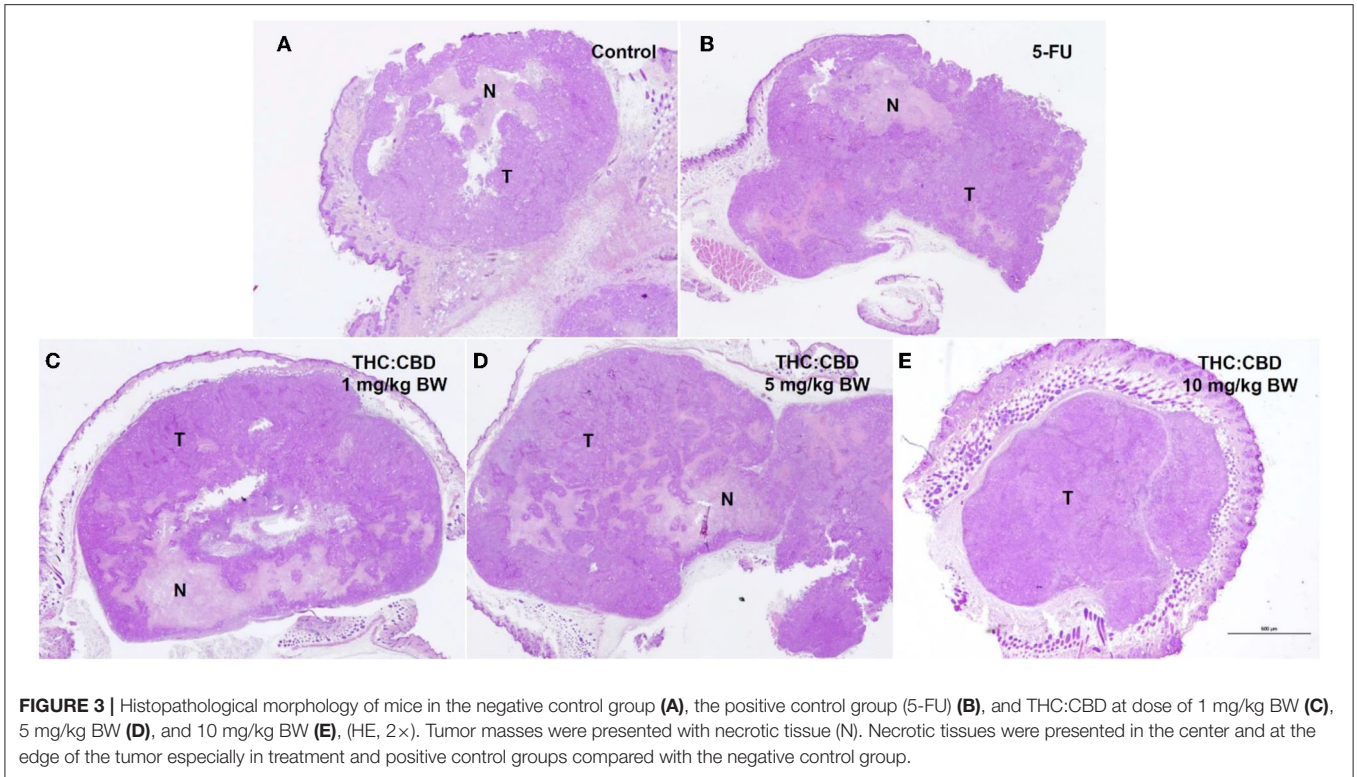 A
Control
N
T
B
5-FU
N
T
C
THC:CBD
1 mg/kg BW
T
N
D
THC:CBD
5 mg/kg BW
T
N
E
THC:CBD
10 mg/kg BW
T
500 μm
FIGURE 3 | Histopathological morphology of mice in the negative control group (A), the positive control group (5-FU) (B), and THC:CBD at dose of 1 mg/kg BW (C),
5 mg/kg BW (D), and 10 mg/kg BW (E), (HE, 2×). Tumor masses were presented with necrotic tissue (N). Necrotic tissues were presented in the center and at the
edge of the tumor especially in treatment and positive control groups compared with the negative control group.